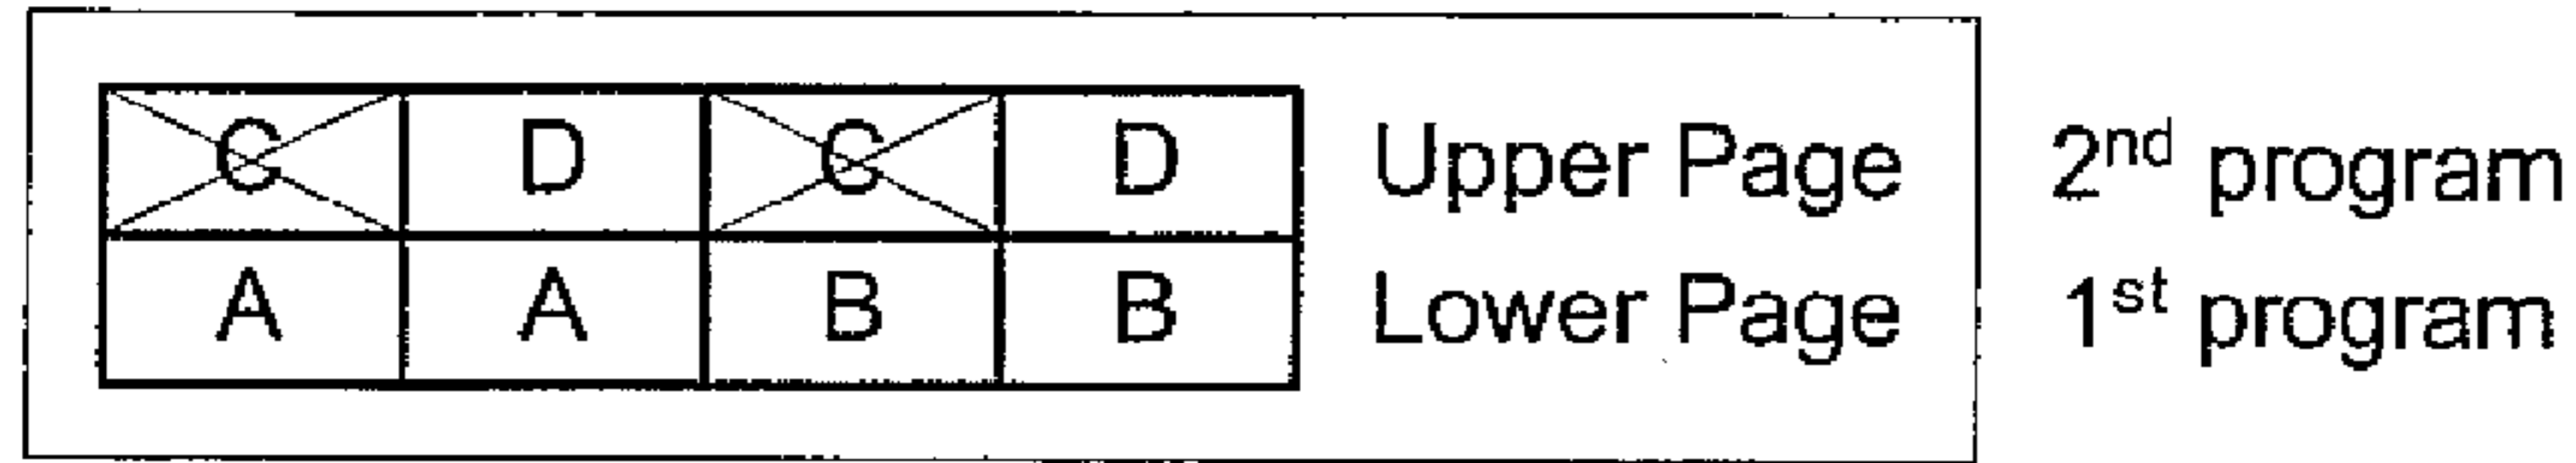 C D C D Upper Page 2nd program
A A B B Lower Page 1st program